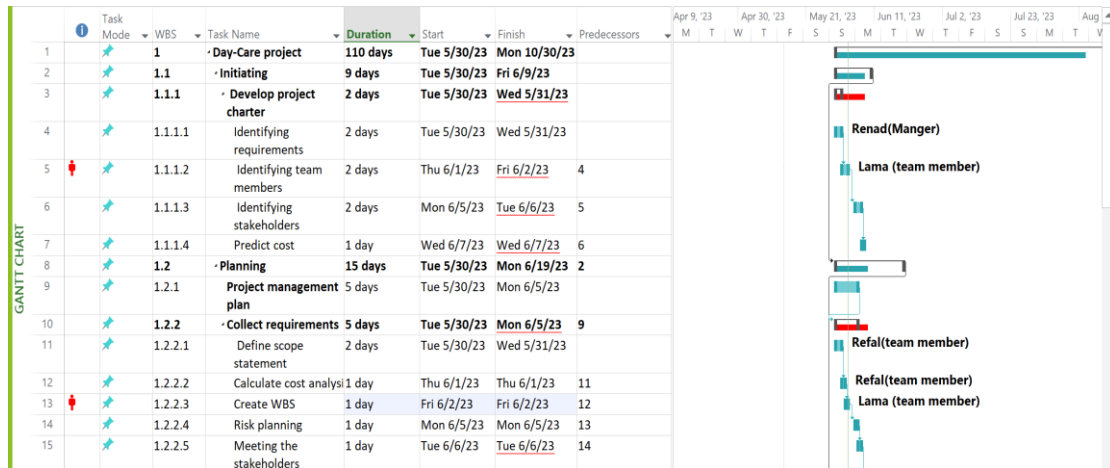 Task Mode WBS Task Name Duration Start Finish Predecessors
Apr 9, '23 Apr 30, '23 May 21, '23 Jun 11, '23 Jul 2, '23 Jul 23, '23 Aug
M T W T F S S M T W T F S S M T W
GANTT CHART
1 1 Day-Care project 110 days Tue 5/30/23 Mon 10/30/23
2 1.1 Initiating 9 days Tue 5/30/23 Fri 6/9/23
3 1.1.1 Develop project charter 2 days Tue 5/30/23 Wed 5/31/23
4 1.1.1.1 Identifying requirements 2 days Tue 5/30/23 Wed 5/31/23 Renad(Manger)
5 1.1.1.2 Identifying team members 2 days Thu 6/1/23 Fri 6/2/23 4 Lama (team member)
6 1.1.1.3 Identifying stakeholders 2 days Mon 6/5/23 Tue 6/6/23 5
7 1.1.1.4 Predict cost 1 day Wed 6/7/23 Wed 6/7/23 6
8 1.2 Planning 15 days Tue 5/30/23 Mon 6/19/23 2
9 1.2.1 Project management plan 5 days Tue 5/30/23 Mon 6/5/23
10 1.2.2 Collect requirements 5 days Tue 5/30/23 Mon 6/5/23 9
11 1.2.2.1 Define scope statement 2 days Tue 5/30/23 Wed 5/31/23 Refal(team member)
12 1.2.2.2 Calculate cost analysi 1 day Thu 6/1/23 Thu 6/1/23 11 Refal(team member)
13 1.2.2.3 Create WBS 1 day Fri 6/2/23 Fri 6/2/23 12 Lama (team member)
14 1.2.2.4 Risk planning 1 day Mon 6/5/23 Mon 6/5/23 13
15 1.2.2.5 Meeting the stakeholders 1 day Tue 6/6/23 Tue 6/6/23 14